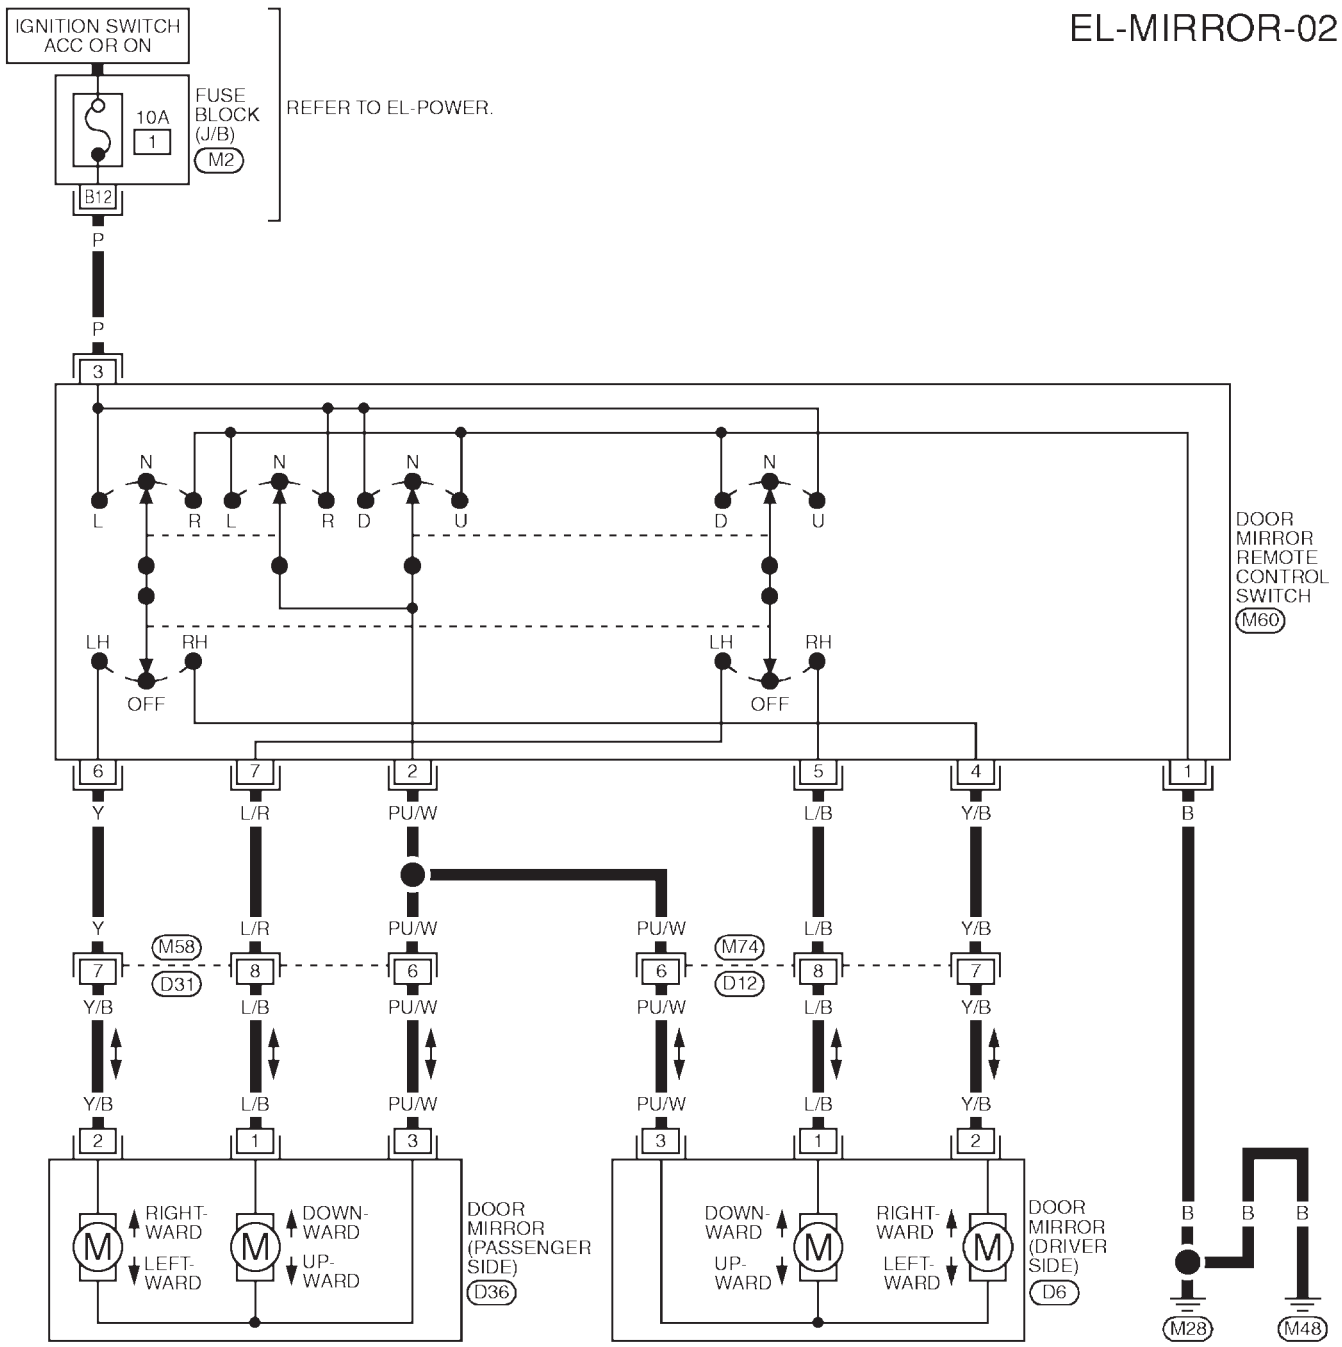 EL-MIRROR-02
IGNITION SWITCH
ACC OR ON
10A
1
FUSE
BLOCK
(J/B)
M2
REFER TO EL-POWER.
B12
P
P
3
N N N N
L R L R D U D U
DOOR
MIRROR
REMOTE
CONTROL
SWITCH
M60
LH RH LH RH
OFF OFF
6 7 2 5 4 1
Y L/R PU/W L/B Y/B B
Y L/R PU/W PU/W L/B Y/B
M58 M74
7 8 6 6 8 7
D31 D12
Y/B L/B PU/W PU/W L/B Y/B
Y/B L/B PU/W PU/W L/B Y/B
2 1 3 3 1 2
RIGHT-
WARD
LEFT-
WARD
M
DOWN-
WARD
UP-
WARD
M
DOOR
MIRROR
(PASSENGER
SIDE)
D36
DOWN-
WARD
UP-
WARD
M
RIGHT-
WARD
LEFT-
WARD
M
DOOR
MIRROR
(DRIVER
SIDE)
D6
B B B
M28 M48